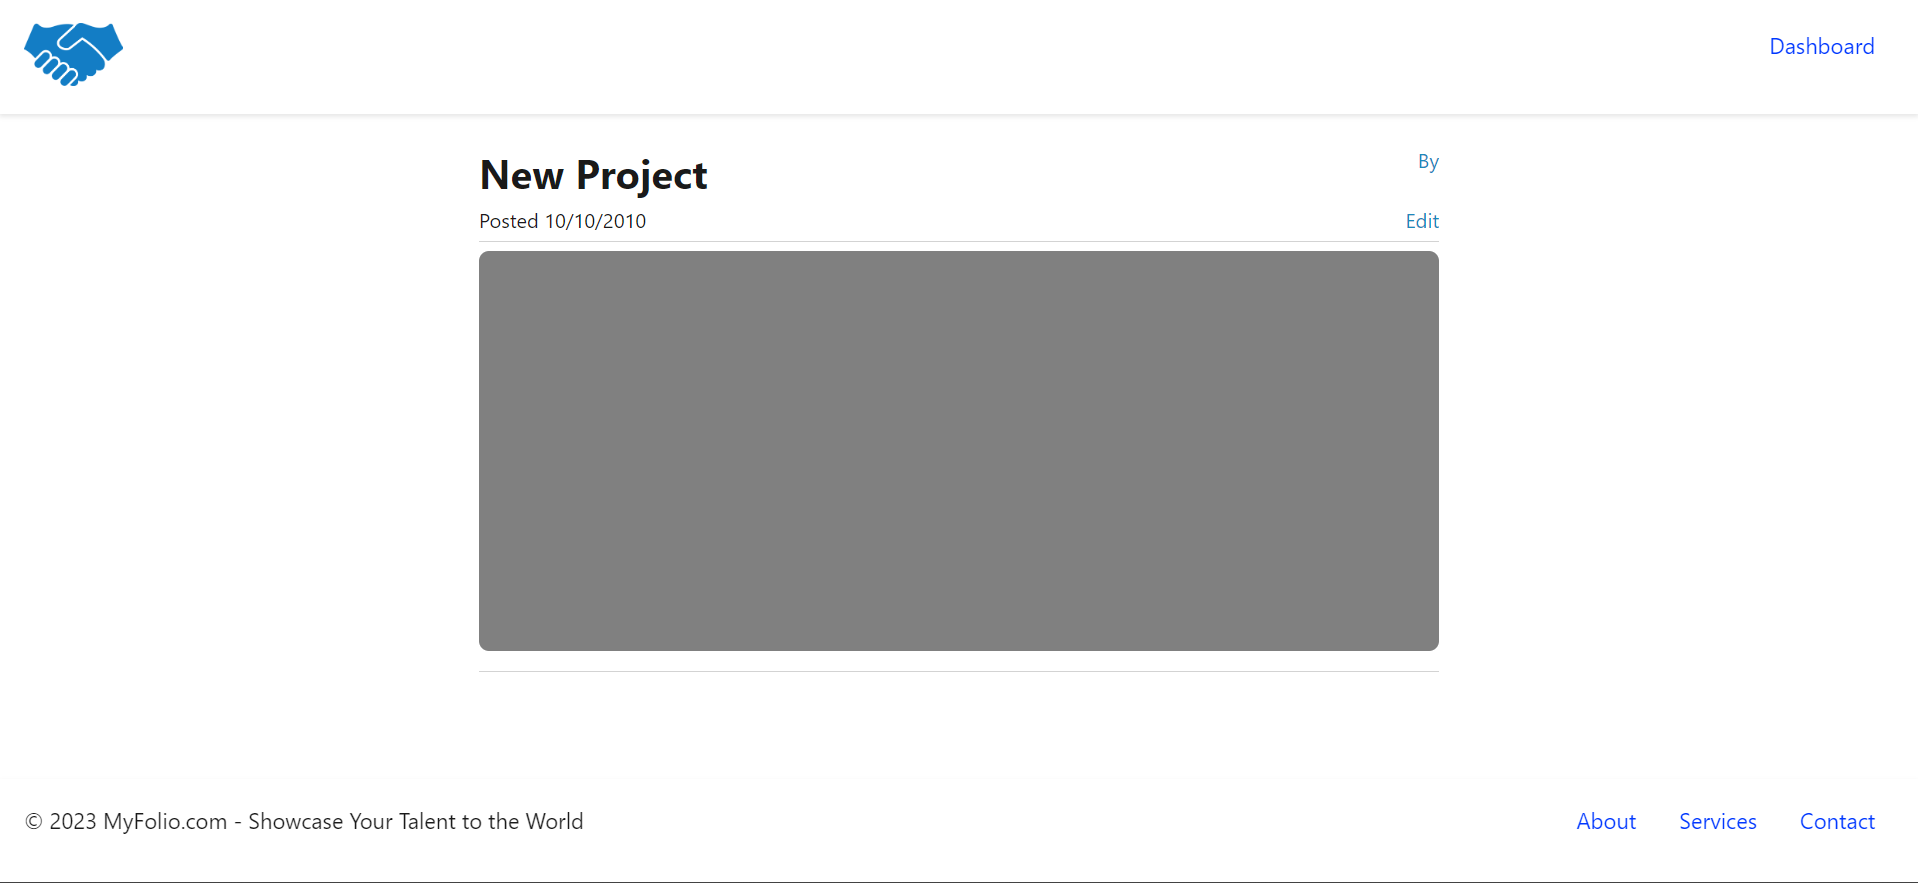 Dashboard
New Project
By
Posted 10/10/2010
Edit
© 2023 MyFolio.com - Showcase Your Talent to the World
About
Services
Contact